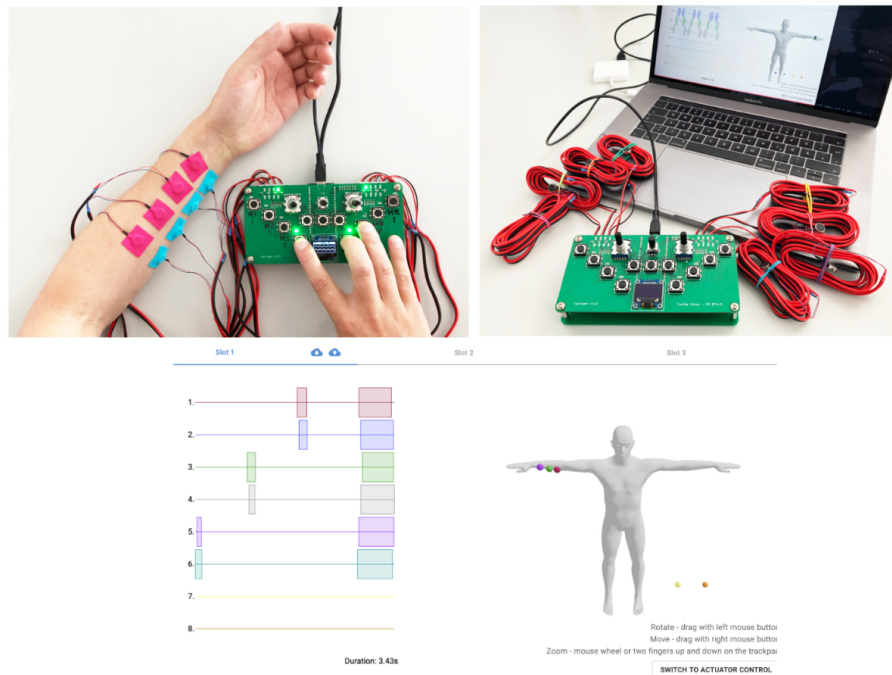 Slot 1
Slot 2
Slot 3
1.
2.
3.
4.
5.
6.
7.
8.
Duration: 3.43s
Rotate - drag with left mouse button
Move - drag with right mouse button
Zoom - mouse wheel or two fingers up and down on the trackpa
SWITCH TO ACTUATOR CONTROL